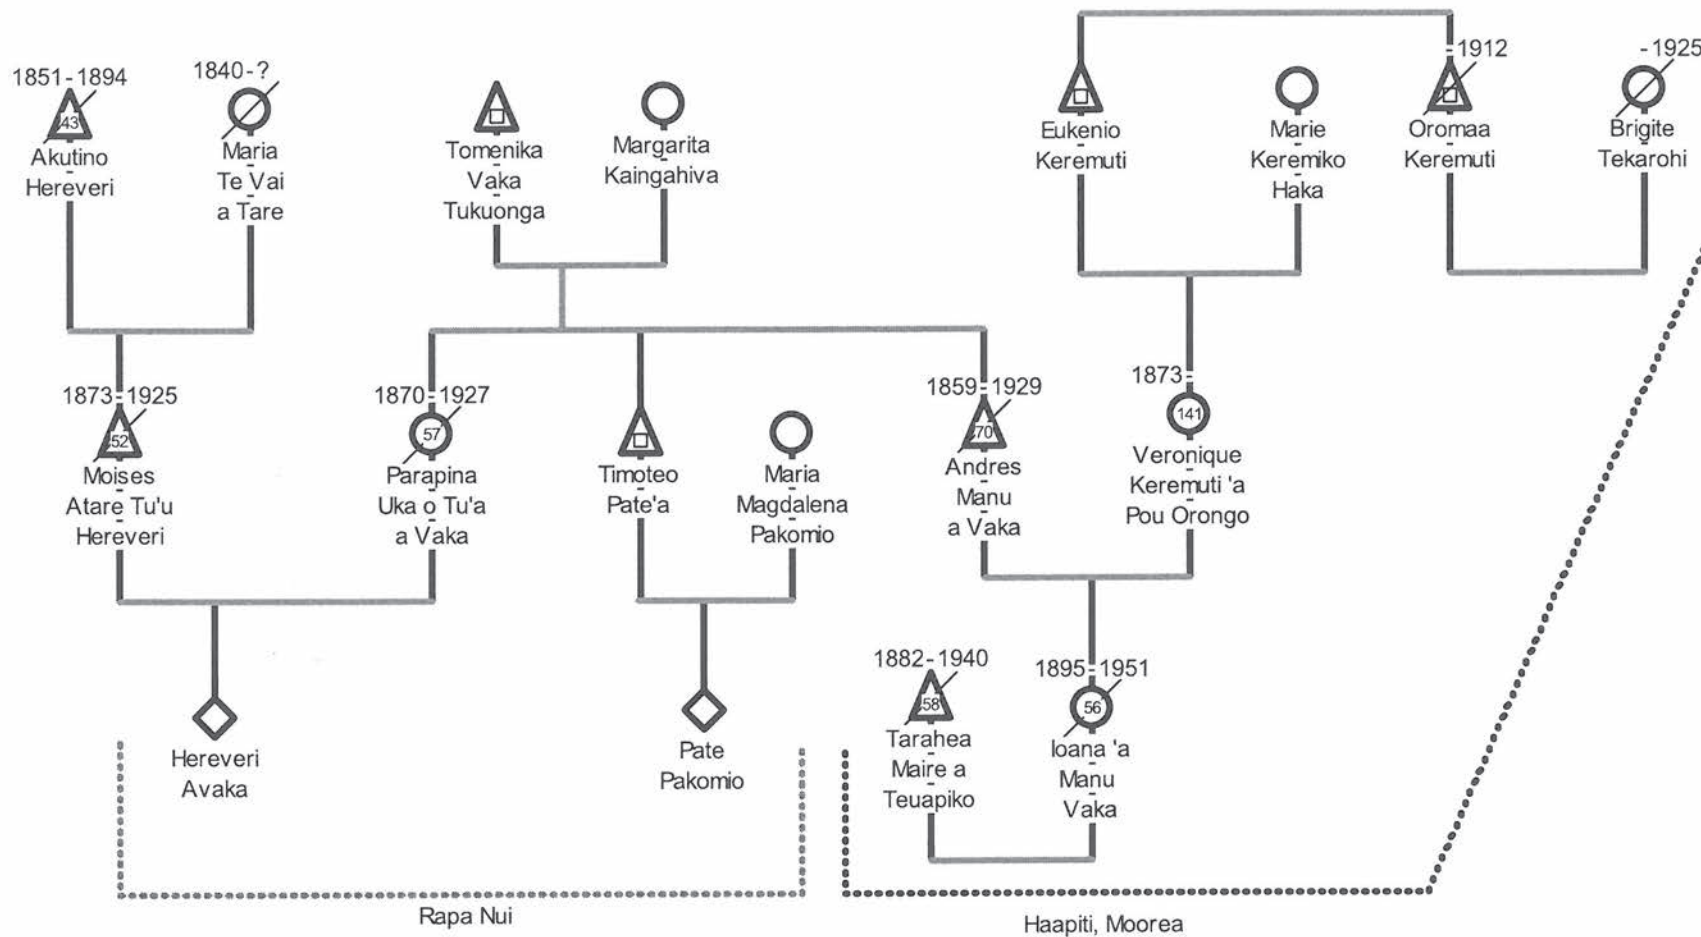 1851-1894
43
Akutino
Hereveri
1840-?
Maria
Te Vai
a Tare
Tomenika
Vaka
Tukuonga
Margarita
Kaingahiva
Eukenio
Keremuti
Marie
Keremiko
Haka
-1912
Oromaa
Keremuti
-1925
Brigite
Tekarohi
1873-1925
52
Moises
Atare Tu'u
Hereveri
1870-1927
57
Parapina
Uka o Tu'a
a Vaka
Timoteo
Pate'a
Maria
Magdalena
Pakomio
1859-1929
70
Andres
Manu
a Vaka
1873-
141
Veronique
Keremuti 'a
Pou Orongo
Hereveri
Avaka
Pate
Pakomio
1882-1940
58
Tarahea
Maire a
Teuapiko
1895-1951
56
Ioana 'a
Manu
Vaka
Rapa Nui
Haapiti, Moorea